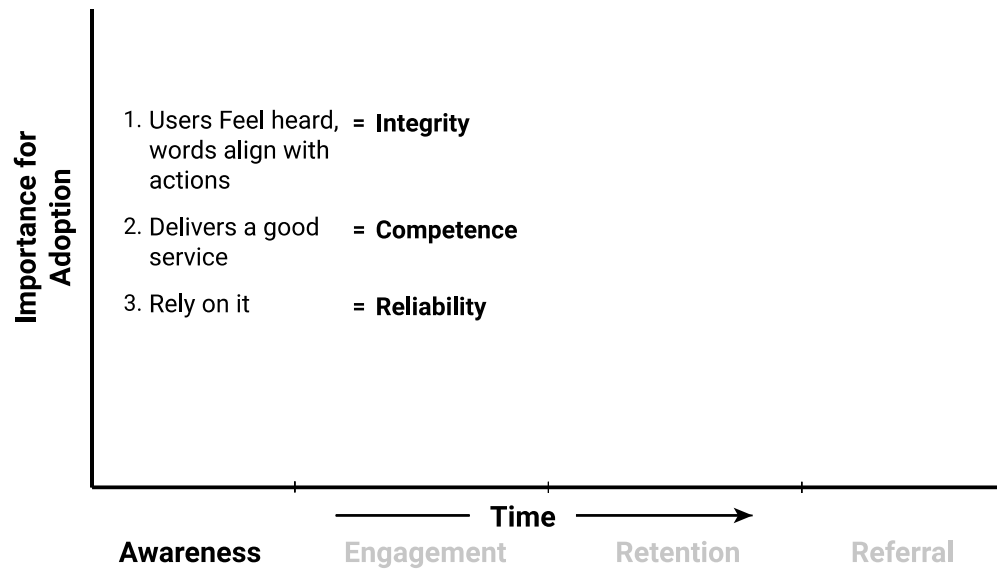 Importance for
Adoption
1. Users Feel heard, = Integrity
words align with
actions
2. Delivers a good = Competence
service
3. Rely on it = Reliability
Time
Awareness Engagement Retention Referral